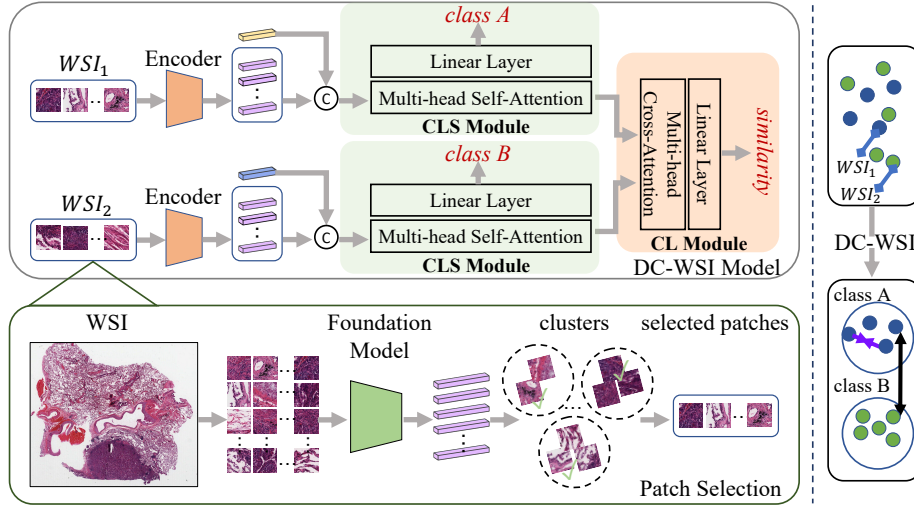 class A
WSI₁
Encoder
Linear Layer
C
Multi-head Self-Attention
CLS Module
class B
WSI₂
Encoder
Linear Layer
C
Multi-head Self-Attention
CLS Module
Multi-head
Cross-Attention
Linear Layer
similarity
CL Module
DC-WSI Model
WSI
Foundation
Model
clusters
selected patches
Patch Selection
WSI₁
WSI₂
DC-WSI
class A
class B